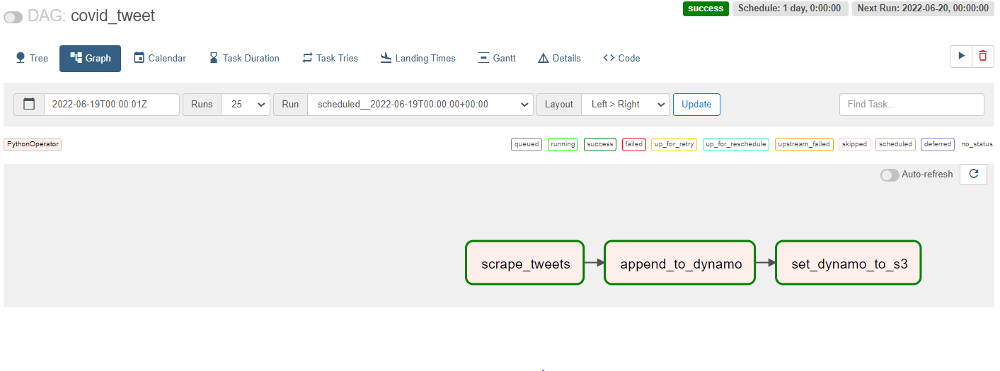 DAG: covid_tweet
success Schedule: 1 day, 0:00:00 Next Run: 2022-06-20, 00:00:00
Tree Graph Calendar Task Duration Task Tries Landing Times Gantt Details Code
2022-06-19T00:00:01Z Runs 25 Run scheduled__2022-06-19T00:00:00+00:00 Layout Left > Right Update Find Task...
PythonOperator queued running success failed up_for_retry up_for_reschedule upstream_failed skipped scheduled deferred no_status
Auto-refresh
scrape_tweets append_to_dynamo set_dynamo_to_s3